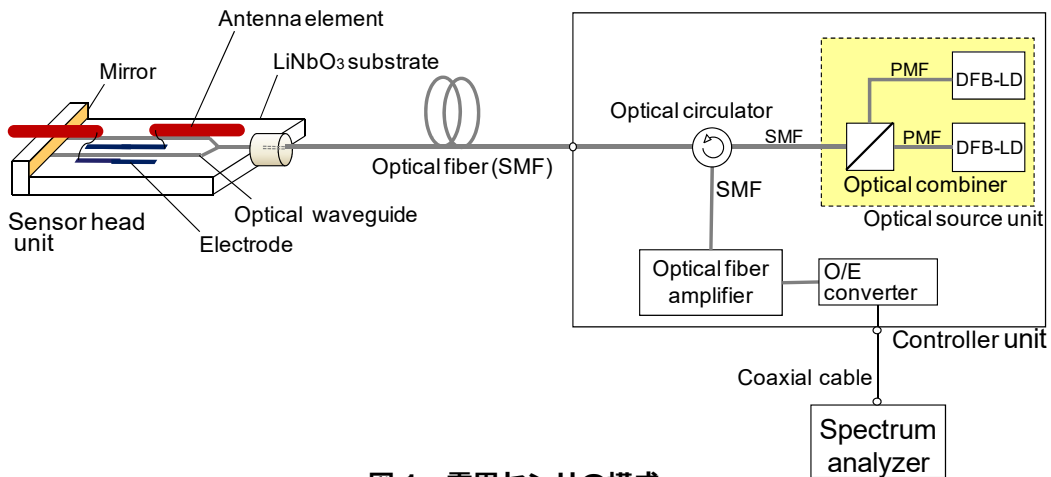 Antenna element
LiNbO3 substrate
Mirror
PMF
DFB-LD
Optical circulator
SMF
PMF
DFB-LD
Optical fiber (SMF)
Optical combiner
SMF
Optical waveguide
Optical source unit
Sensor head
unit
Electrode
Optical fiber
amplifier
O/E
converter
Controller unit
Coaxial cable
Spectrum
analyzer